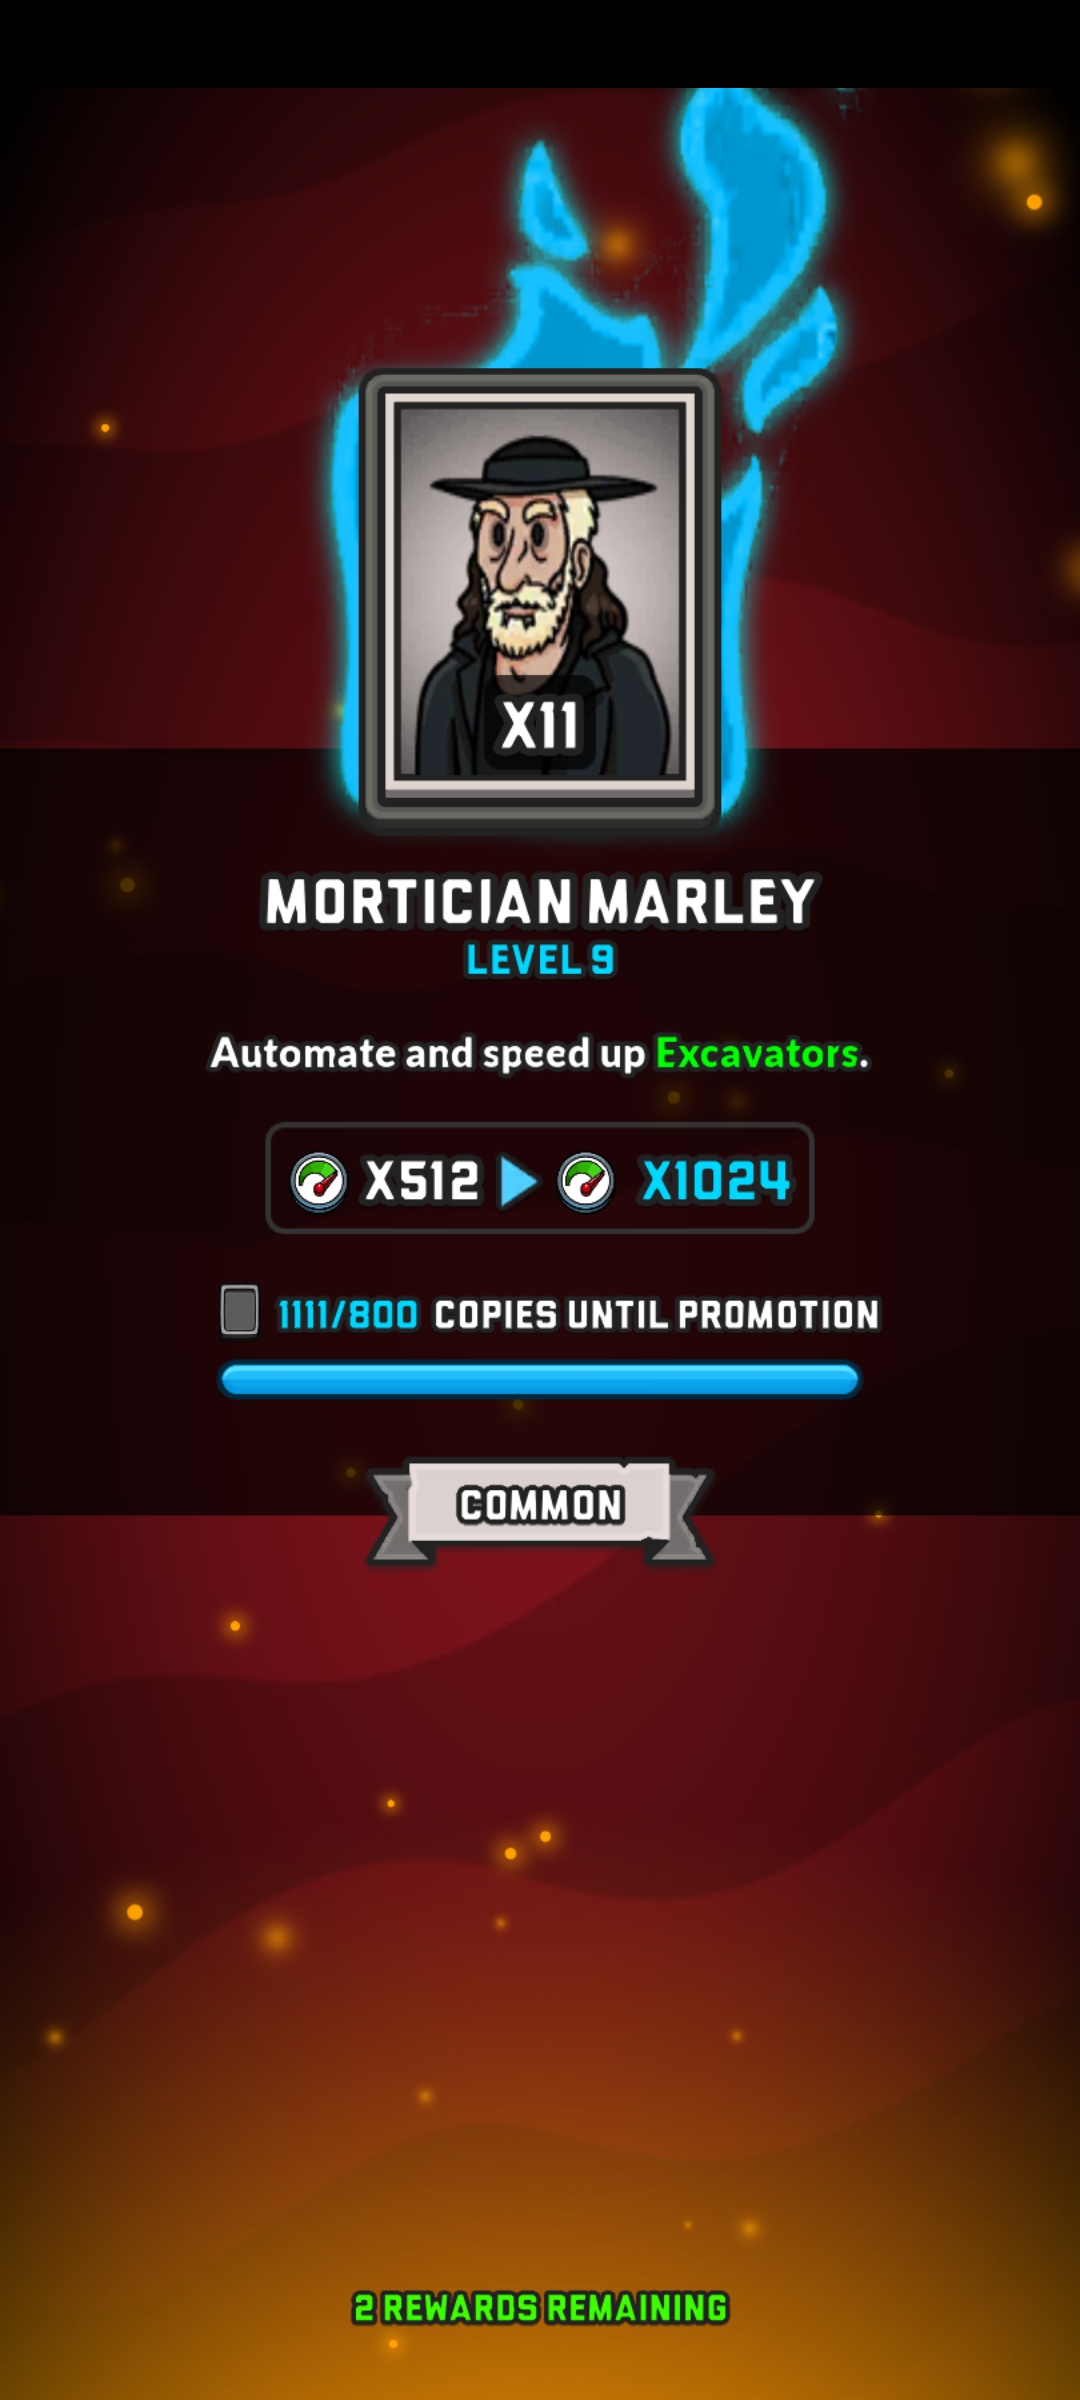 X11
MORTICIAN MARLEY
LEVEL 9
Automate and speed up Excavators.
X512 X1024
1111/800 COPIES UNTIL PROMOTION
COMMON
2 REWARDS REMAINING